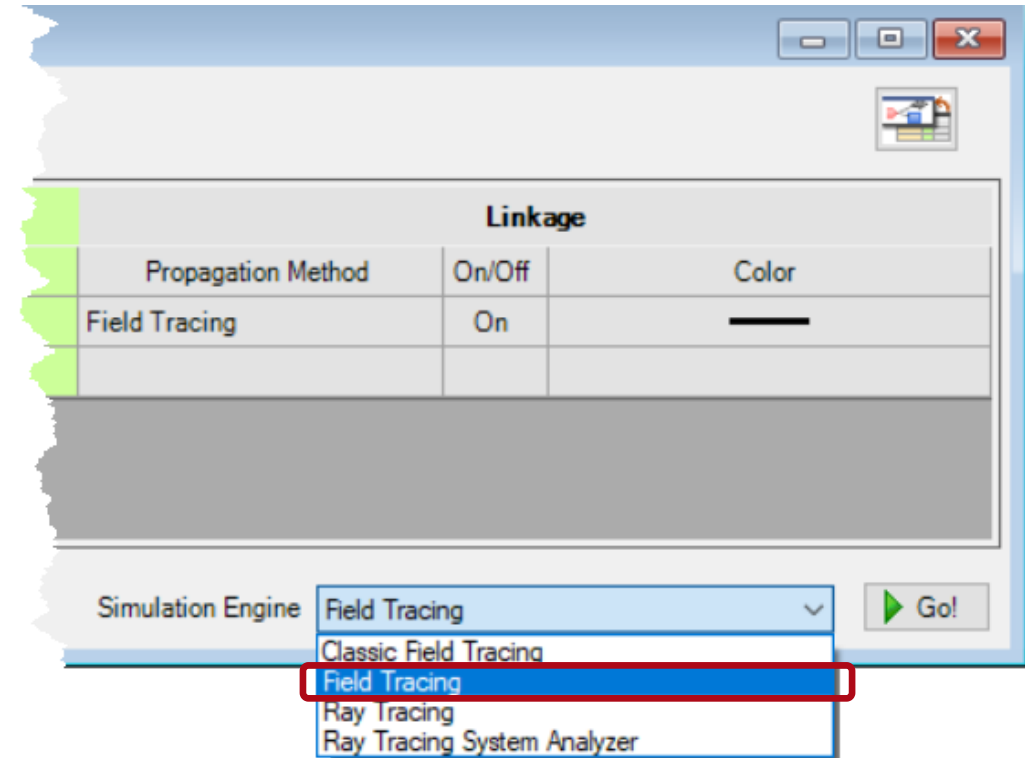 Linkage
Propagation Method On/Off Color
Field Tracing On
Simulation Engine Field Tracing Go!
Classic Field Tracing
Field Tracing
Ray Tracing
Ray Tracing System Analyzer